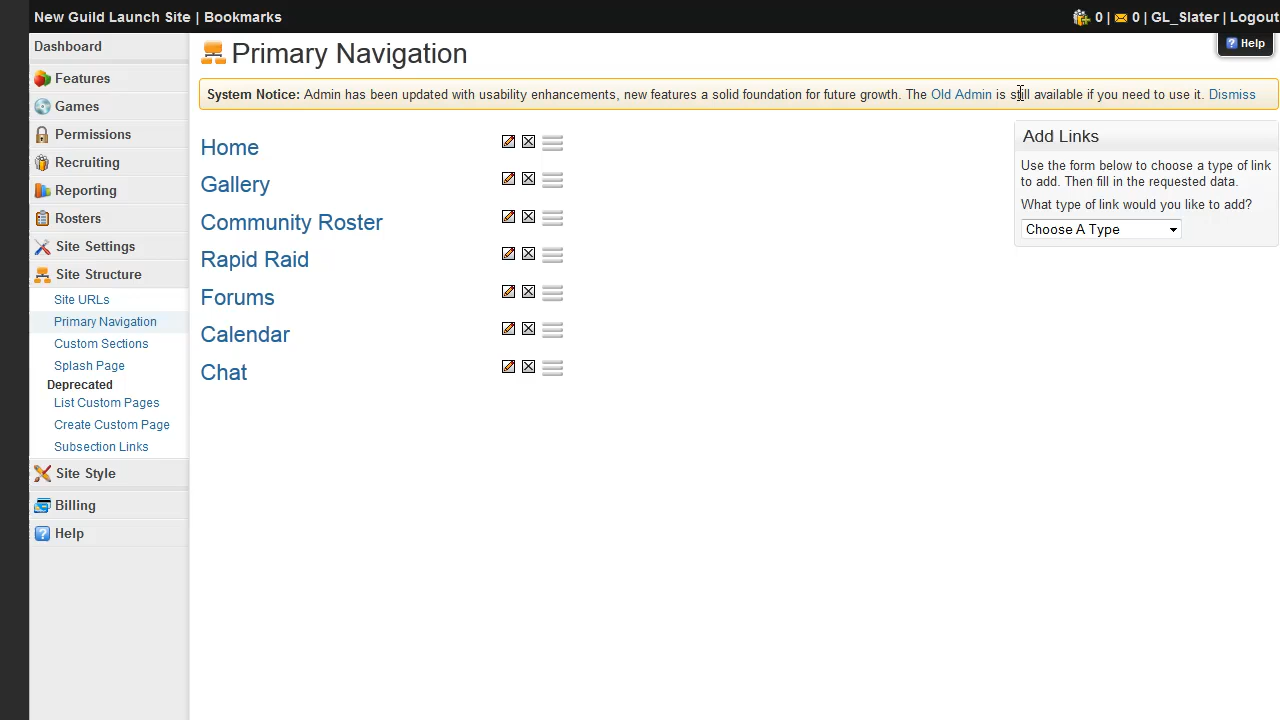 New Guild Launch Site | Bookmarks
0 | 0 | GL_Slater | Logout
Help
Dashboard
Features
Games
Permissions
Recruiting
Reporting
Rosters
Site Settings
Site Structure
Site URLs
Primary Navigation
Custom Sections
Splash Page
Deprecated
List Custom Pages
Create Custom Page
Subsection Links
Site Style
Billing
Help
Primary Navigation
System Notice: Admin has been updated with usability enhancements, new features a solid foundation for future growth. The Old Admin is still available if you need to use it. Dismiss
Home
Gallery
Community Roster
Rapid Raid
Forums
Calendar
Chat
Add Links
Use the form below to choose a type of link
to add. Then fill in the requested data.
What type of link would you like to add?
Choose A Type